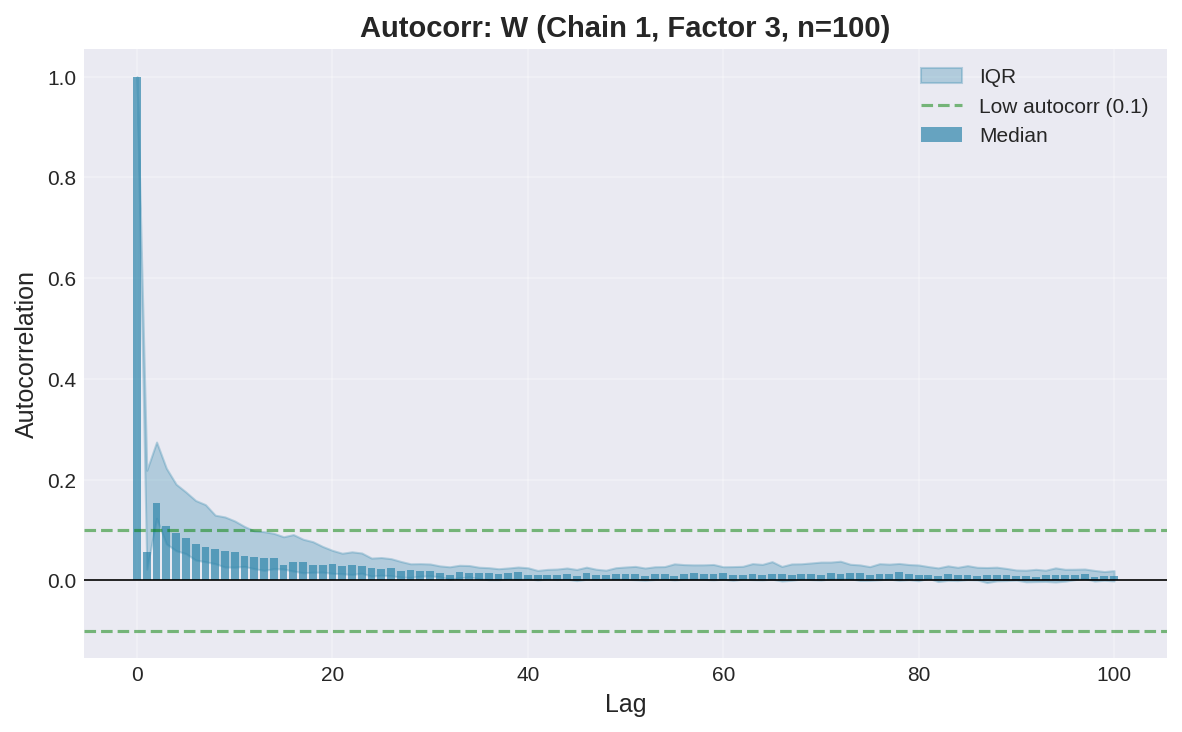 Autocorr: W (Chain 1, Factor 3, n=100)
IQR
Low autocorr (0.1)
Median
Autocorrelation
1.0
0.8
0.6
0.4
0.2
0.0
0 20 40 60 80 100
Lag